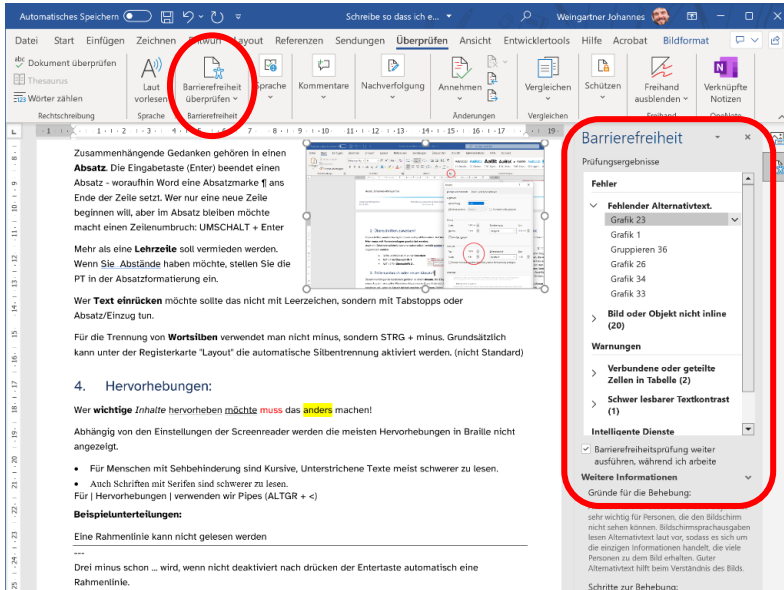 Automatisches Speichern
Schreibe so dass ich e...
Weingartner Johannes
Datei Start Einfügen Zeichnen Entwurf Layout Referenzen Sendungen Überprüfen Ansicht Entwicklertools Hilfe Acrobat Bildformat
abc Dokument überprüfen
Thesaurus
123 Wörter zählen
Rechtschreibung
Laut
vorlesen
Sprache
Barrierefreiheit
überprüfen
Barrierefreiheit
Sprache
Kommentare
Nachverfolgung
Annehmen
Änderungen
Vergleichen
Vergleichen
Schützen
Freihand
ausblenden
Freihand
Verknüpfte
Notizen
OneNote
Zusammenhängende Gedanken gehören in einen
Absatz. Die Eingabetaste (Enter) beendet einen
Absatz - woraufhin Word eine Absatzmarke ¶ ans
Ende der Zeile setzt. Wer nur eine neue Zeile
beginnen will, aber im Absatz bleiben möchte
macht einen Zeilenumbruch: UMSCHALT + Enter
Mehr als eine Lehrzeile soll vermieden werden.
Wenn Sie Abstände haben möchte, stellen Sie die
PT in der Absatzformatierung ein.
Wer Text einrücken möchte sollte das nicht mit Leerzeichen, sondern mit Tabstopps oder
Absatz/Einzug tun.
Für die Trennung von Wortsilben verwendet man nicht minus, sondern STRG + minus. Grundsätzlich
kann unter der Registerkarte "Layout" die automatische Silbentrennung aktiviert werden. (nicht Standard)
4. Hervorhebungen:
Wer wichtige Inhalte hervorheben möchte muss das anders machen!
Abhängig von den Einstellungen der Screenreader werden die meisten Hervorhebungen in Braille nicht
angezeigt.
• Für Menschen mit Sehbehinderung sind Kursive, Unterstrichene Texte meist schwerer zu lesen.
• Auch Schriften mit Serifen sind schwerer zu lesen.
Für | Hervorhebungen | verwenden wir Pipes (ALTGR + <)
Beispielunterteilungen:
Eine Rahmenlinie kann nicht gelesen werden
---
Drei minus schon ... wird, wenn nicht deaktiviert nach drücken der Entertaste automatisch eine
Rahmenlinie.
Barrierefreiheit
Prüfungsergebnisse
Fehler
Fehlender Alternativtext.
Grafik 23
Grafik 1
Gruppieren 36
Grafik 26
Grafik 34
Grafik 33
Bild oder Objekt nicht inline
(20)
Warnungen
Verbundene oder geteilte
Zellen in Tabelle (2)
Schwer lesbarer Textkontrast
(1)
Intelligente Dienste
Barrierefreiheitsprüfung weiter
ausführen, während ich arbeite
Weitere Informationen
Gründe für die Behebung:
sehr wichtig für Personen, die den Bildschirm
nicht sehen können. Bildschirmsprachausgaben
lesen Alternativtext laut vor, sodass es sich um
die einzigen Informationen handelt, die viele
Personen zu dem Bild erhalten. Guter
Alternativtext hilft beim Verständnis des Bilds.
Schritte zur Behebung: